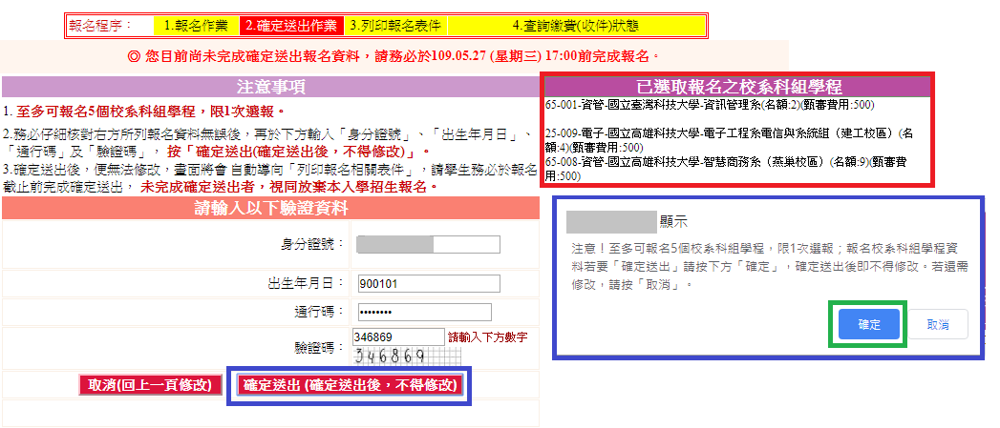 報名程序： 1.報名作業 2.確定送出作業 3.列印報名表件 4.查詢繳費(收件)狀態
◎ 您目前尚未完成確定送出報名資料，請務必於109.05.27 (星期三) 17:00前完成報名。
注意事項
1. 至多可報名5個校系科組學程，限1次選報。
2.務必仔細核對右方所列報名資料無誤後，再於下方輸入「身分證號」、「出生年月日」、
「通行碼」及「驗證碼」， 按「確定送出(確定送出後，不得修改)」。
3.確定送出後，便無法修改，畫面將會自動導向「列印報名相關表件」，請學生務必於報名
截止前完成確定送出， 未完成確定送出者，視同放棄本入學招生報名。
已選取報名之校系科組學程
65-001-資管-國立臺灣科技大學-資訊管理系(名額:2)(甄審費用:500)
25-009-電子-國立高雄科技大學-電子工程系電信與系統組（建工校區）(名
額:4)(甄審費用:500)
65-008-資管-國立高雄科技大學-智慧商務系（燕巢校區）(名額:9)(甄審費
用:500)
請輸入以下驗證資料
身分證號：
出生年月日： 900101
通行碼： ••••••••
驗證碼： 346869 請輸入下方數字
346869
取消(回上一頁修改) 確定送出 (確定送出後，不得修改)
顯示
注意！至多可報名5個校系科組學程，限1次選報；報名校系科組學程資
料若要「確定送出」請按下方「確定」，確定送出後即不得修改。若還需
修改，請按「取消」。
確定 取消